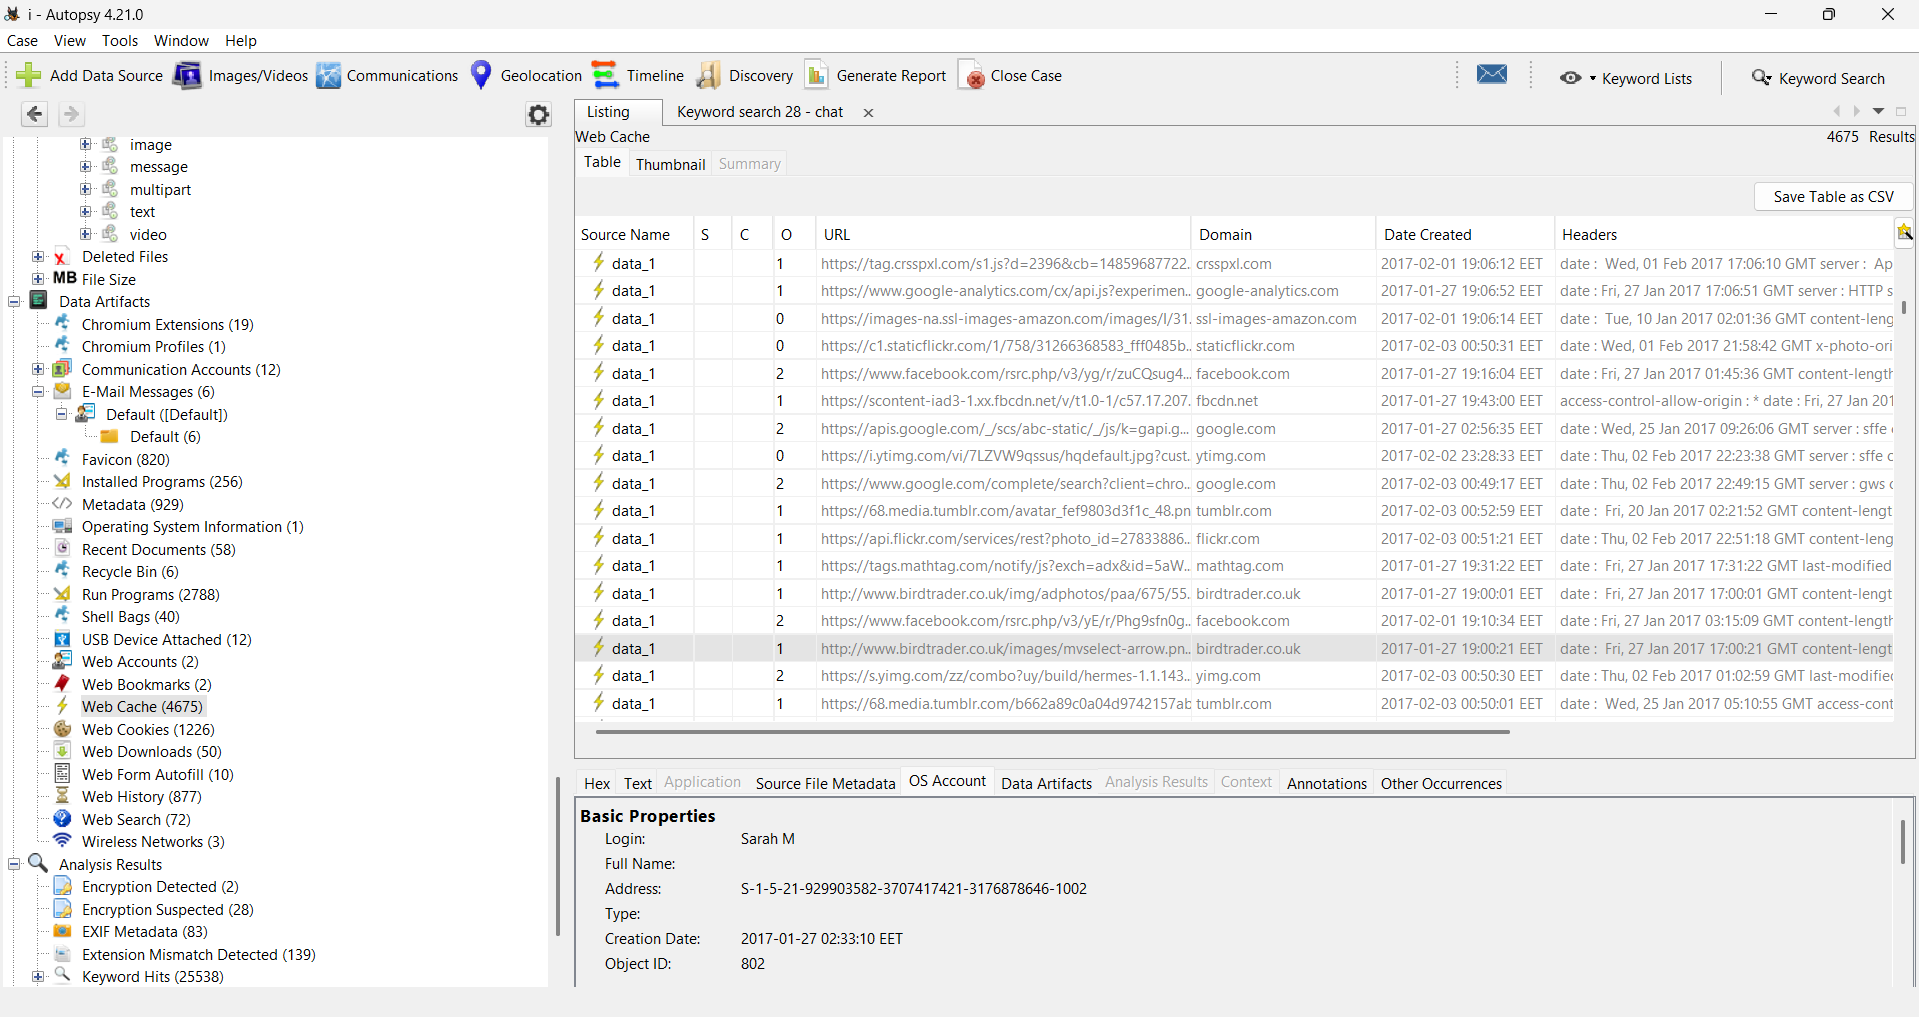 i - Autopsy 4.21.0
Case View Tools Window Help
Add Data Source Images/Videos Communications Geolocation Timeline Discovery Generate Report Close Case Keyword Lists Keyword Search
Listing Keyword search 28 - chat
Web Cache 4675 Results
Table Thumbnail Summary
Save Table as CSV
image
message
multipart
text
video
Deleted Files
MB File Size
Data Artifacts
Chromium Extensions (19)
Chromium Profiles (1)
Communication Accounts (12)
E-Mail Messages (6)
Default ([Default])
Default (6)
Favicon (820)
Installed Programs (256)
Metadata (929)
Operating System Information (1)
Recent Documents (58)
Recycle Bin (6)
Run Programs (2788)
Shell Bags (40)
USB Device Attached (12)
Web Accounts (2)
Web Bookmarks (2)
Web Cache (4675)
Web Cookies (1226)
Web Downloads (50)
Web Form Autofill (10)
Web History (877)
Web Search (72)
Wireless Networks (3)
Analysis Results
Encryption Detected (2)
Encryption Suspected (28)
EXIF Metadata (83)
Extension Mismatch Detected (139)
Keyword Hits (25538)
Source Name S C O URL Domain Date Created Headers
data_1 1 https://tag.crsspxl.com/s1.js?d=2396&cb=14859687722.. crsspxl.com 2017-02-01 19:06:12 EET date : Wed, 01 Feb 2017 17:06:10 GMT server : Ap
data_1 1 https://www.google-analytics.com/cx/api.js?experimen... google-analytics.com 2017-01-27 19:06:52 EET date : Fri, 27 Jan 2017 17:06:51 GMT server : HTTP s
data_1 0 https://images-na.ssl-images-amazon.com/images/I/31. ssl-images-amazon.com 2017-02-01 19:06:14 EET date : Tue, 10 Jan 2017 02:01:36 GMT content-leng
data_1 0 https://c1.staticflickr.com/1/758/31266368583_fff0485b... staticflickr.com 2017-02-03 00:50:31 EET date : Wed, 01 Feb 2017 21:58:42 GMT x-photo-ori
data_1 2 https://www.facebook.com/rsrc.php/v3/yg/r/zuCQsug4... facebook.com 2017-01-27 19:16:04 EET date : Fri, 27 Jan 2017 01:45:36 GMT content-length
data_1 1 https://scontent-iad3-1.xx.fbcdn.net/v/t1.0-1/c57.17.207. fbcdn.net 2017-01-27 19:43:00 EET access-control-allow-origin : * date : Fri, 27 Jan 201
data_1 2 https://apis.google.com/_/scs/abc-static/_/js/k=gapi.g... google.com 2017-01-27 02:56:35 EET date : Wed, 25 Jan 2017 09:26:06 GMT server : sffe
data_1 0 https://i.ytimg.com/vi/7LZVW9qssus/hqdefault.jpg?cust. ytimg.com 2017-02-02 23:28:33 EET date : Thu, 02 Feb 2017 22:23:38 GMT server : sffe c
data_1 2 https://www.google.com/complete/search?client=chro... google.com 2017-02-03 00:49:17 EET date : Thu, 02 Feb 2017 22:49:15 GMT server : gws
data_1 1 https://68.media.tumblr.com/avatar_fef9803d3f1c_48.pn tumblr.com 2017-02-03 00:52:59 EET date : Fri, 20 Jan 2017 02:21:52 GMT content-lengt
data_1 1 https://api.flickr.com/services/rest?photo_id=27833886... flickr.com 2017-02-03 00:51:21 EET date : Thu, 02 Feb 2017 22:51:18 GMT content-leng
data_1 1 https://tags.mathtag.com/notify/js?exch=adx&id=5aW... mathtag.com 2017-01-27 19:31:22 EET date : Fri, 27 Jan 2017 17:31:22 GMT last-modified
data_1 1 http://www.birdtrader.co.uk/img/adphotos/paa/675/55. birdtrader.co.uk 2017-01-27 19:00:01 EET date : Fri, 27 Jan 2017 17:00:01 GMT content-lengt
data_1 2 https://www.facebook.com/rsrc.php/v3/yE/r/Phg9sfn0g.. facebook.com 2017-02-01 19:10:34 EET date : Fri, 27 Jan 2017 03:15:09 GMT content-length
data_1 1 http://www.birdtrader.co.uk/images/mvselect-arrow.pn.. birdtrader.co.uk 2017-01-27 19:00:21 EET date : Fri, 27 Jan 2017 17:00:21 GMT content-lengt
data_1 2 https://s.yimg.com/zz/combo?uy/build/hermes-1.1.143... yimg.com 2017-02-03 00:50:30 EET date : Thu, 02 Feb 2017 01:02:59 GMT last-modified
data_1 1 https://68.media.tumblr.com/b662a89c0a04d9742157ab tumblr.com 2017-02-03 00:50:01 EET date : Wed, 25 Jan 2017 05:10:55 GMT access-cont
Hex Text Application Source File Metadata OS Account Data Artifacts Analysis Results Context Annotations Other Occurrences
Basic Properties
Login: Sarah M
Full Name:
Address: S-1-5-21-929903582-3707417421-3176878646-1002
Type:
Creation Date: 2017-01-27 02:33:10 EET
Object ID: 802